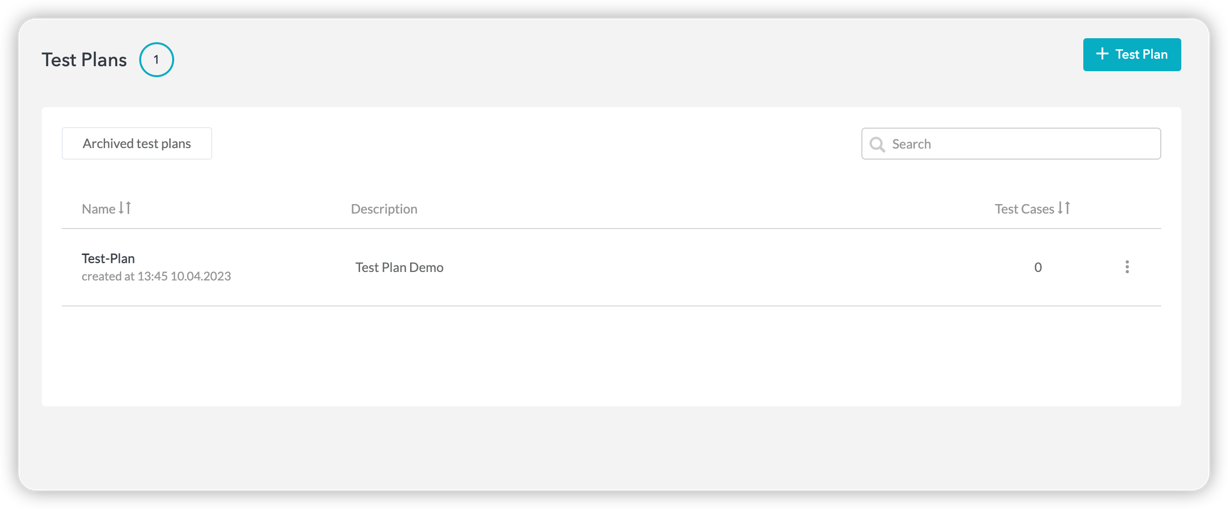 Test Plans 1
+ Test Plan
Archived test plans
Search
Name Description Test Cases
Test-Plan
created at 13:45 10.04.2023
Test Plan Demo
0